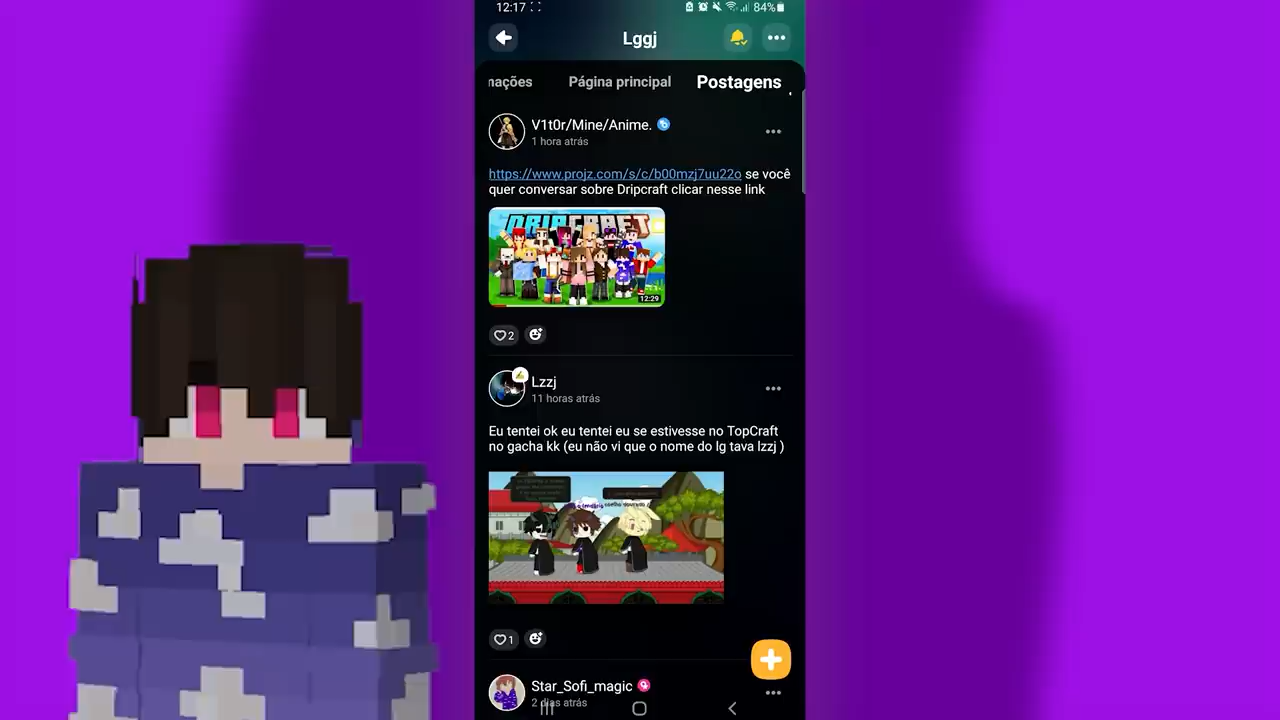 12:17
84%
Lggj
mações
Página principal
Postagens
V1t0r/Mine/Anime.
1 hora atrás
https://www.projz.com/s/c/b00mzj7uu22o se você
quer conversar sobre Dripcraft clicar nesse link
DRIPCRAFT
12:29
2
Lzzj
11 horas atrás
Eu tentei ok eu tentei eu se estivesse no TopCraft
no gacha kk (eu não vi que o nome do lg tava lzzj )
1
Star_Sofi_magic
2 dias atrás